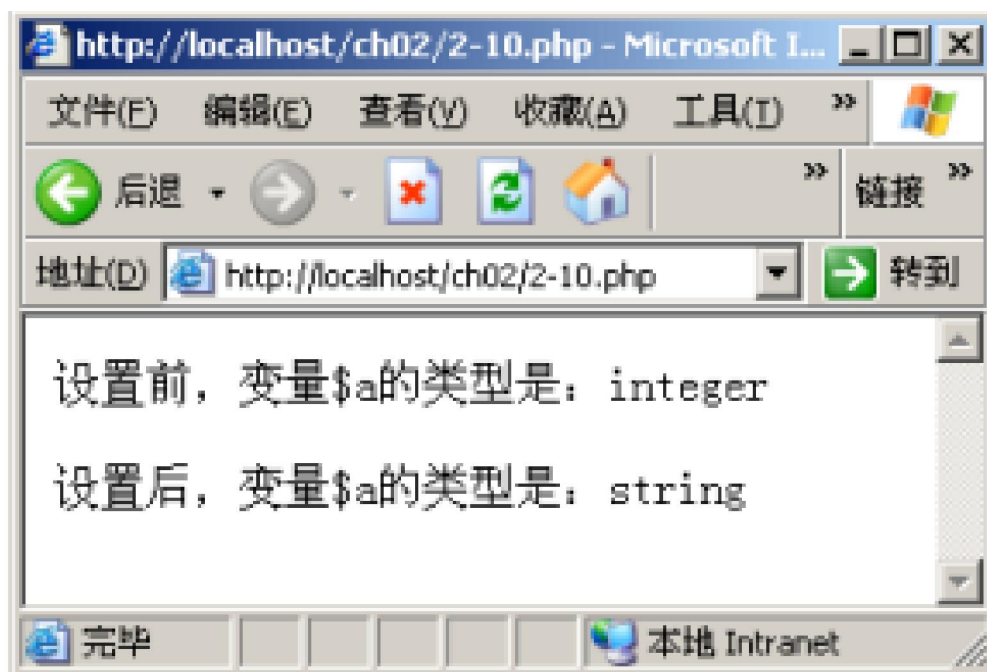 http://localhost/ch02/2-10.php - Microsoft I...
文件(F) 编辑(E) 查看(V) 收藏(A) 工具(T) »
后退 » 链接 »
地址(D) http://localhost/ch02/2-10.php 转到
设置前，变量$a的类型是：integer
设置后，变量$a的类型是：string
完毕 本地 Intranet